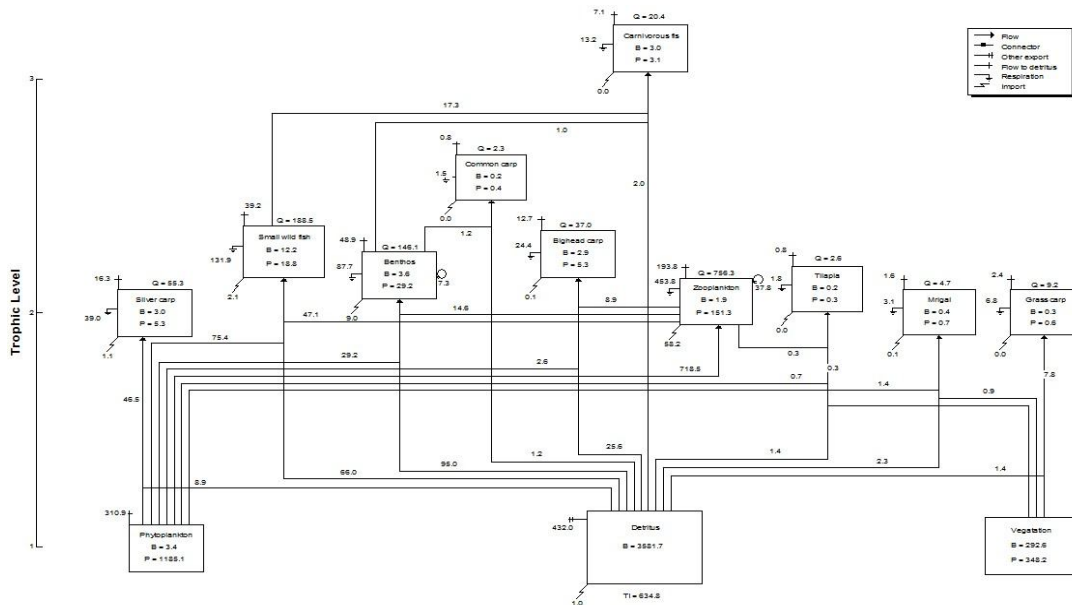 7.1
Q = 20.4
13.2
Carnivorous fis
B = 3.0
P = 3.1
0.0
Flow
Connector
Other export
Flow to detritus
Respiration
Import
Trophic Level
3
2
1
17.3
1.0
2.0
0.8
Q = 2.3
1.5
Common carp
B = 0.2
P = 0.4
0.0
1.2
39.2
Q = 188.5
131.9
Small wild fish
B = 12.2
P = 18.8
2.1
48.9
Q = 146.1
87.7
Benthos
B = 3.6
P = 29.2
7.3
9.0
12.7
Q = 37.0
24.4
Bighead carp
B = 2.9
P = 5.3
0.1
193.8
Q = 756.3
453.8
Zooplankton
B = 1.9
P = 151.3
37.8
58.2
0.8
Q = 2.6
1.8
Tilapia
B = 0.2
P = 0.3
0.0
1.6
Q = 4.7
3.1
Mrigal
B = 0.4
P = 0.7
0.1
2.4
Q = 9.2
6.8
Grass carp
B = 0.3
P = 0.6
0.0
16.3
Q = 55.3
39.0
Silver carp
B = 3.0
P = 5.3
1.1
47.1
14.6
8.9
75.4
29.2
2.6
718.5
0.3
0.3
0.7
1.4
0.9
7.8
46.5
8.9
66.0
95.0
1.2
25.6
1.4
2.3
1.4
310.9
Phytoplankton
B = 3.4
P = 1185.1
432.0
Detritus
B = 3581.7
TI = 634.8
1.0
Vegatation
B = 292.6
P = 348.2